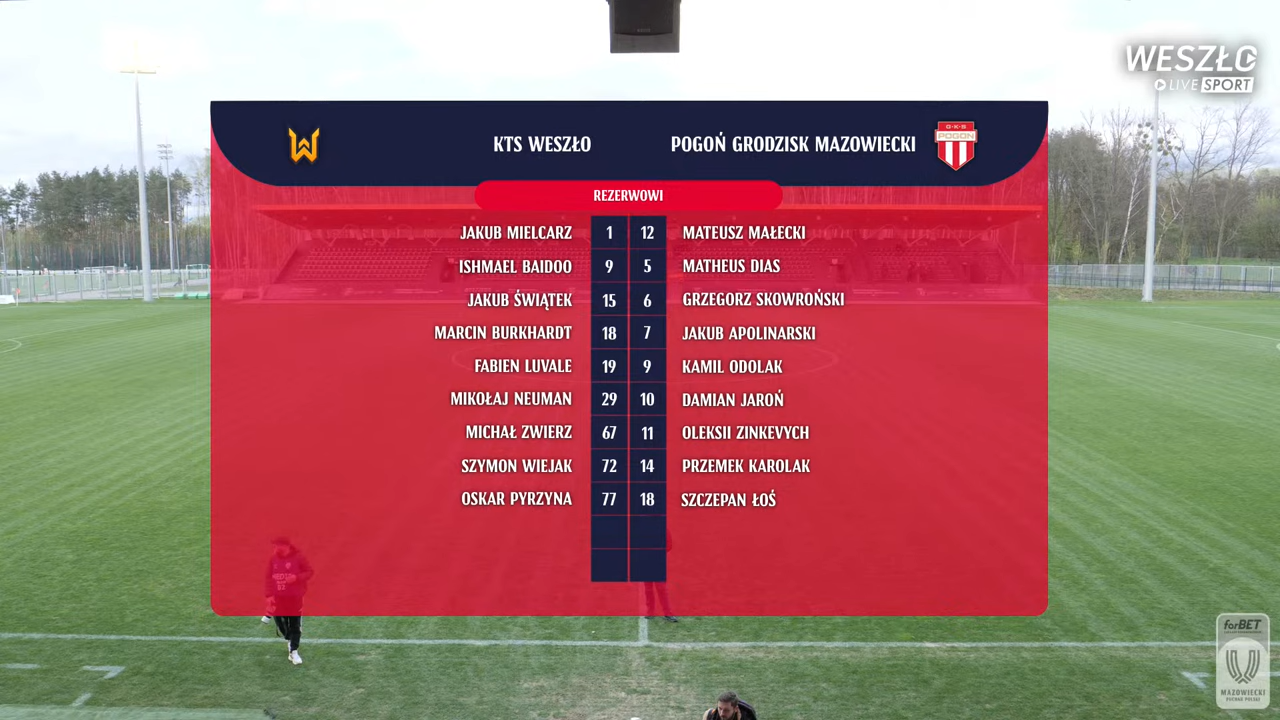 WESZŁO
LIVE SPORT
KTS WESZŁO
POGOŃ GRODZISK MAZOWIECKI
G·K·S
POGOŃ
REZERWOWI
JAKUB MIELCARZ 1 12 MATEUSZ MAŁECKI
ISHMAEL BAIDOO 9 5 MATHEUS DIAS
JAKUB ŚWIĄTEK 15 6 GRZEGORZ SKOWROŃSKI
MARCIN BURKHARDT 18 7 JAKUB APOLINARSKI
FABIEN LUVALE 19 9 KAMIL ODOLAK
MIKOŁAJ NEUMAN 29 10 DAMIAN JAROŃ
MICHAŁ ZWIERZ 67 11 OLEKSII ZINKEVYCH
SZYMON WIEJAK 72 14 PRZEMEK KAROLAK
OSKAR PYRZYNA 77 18 SZCZEPAN ŁOŚ
forBET
MAZOWIECKI
PUCHAR POLSKI